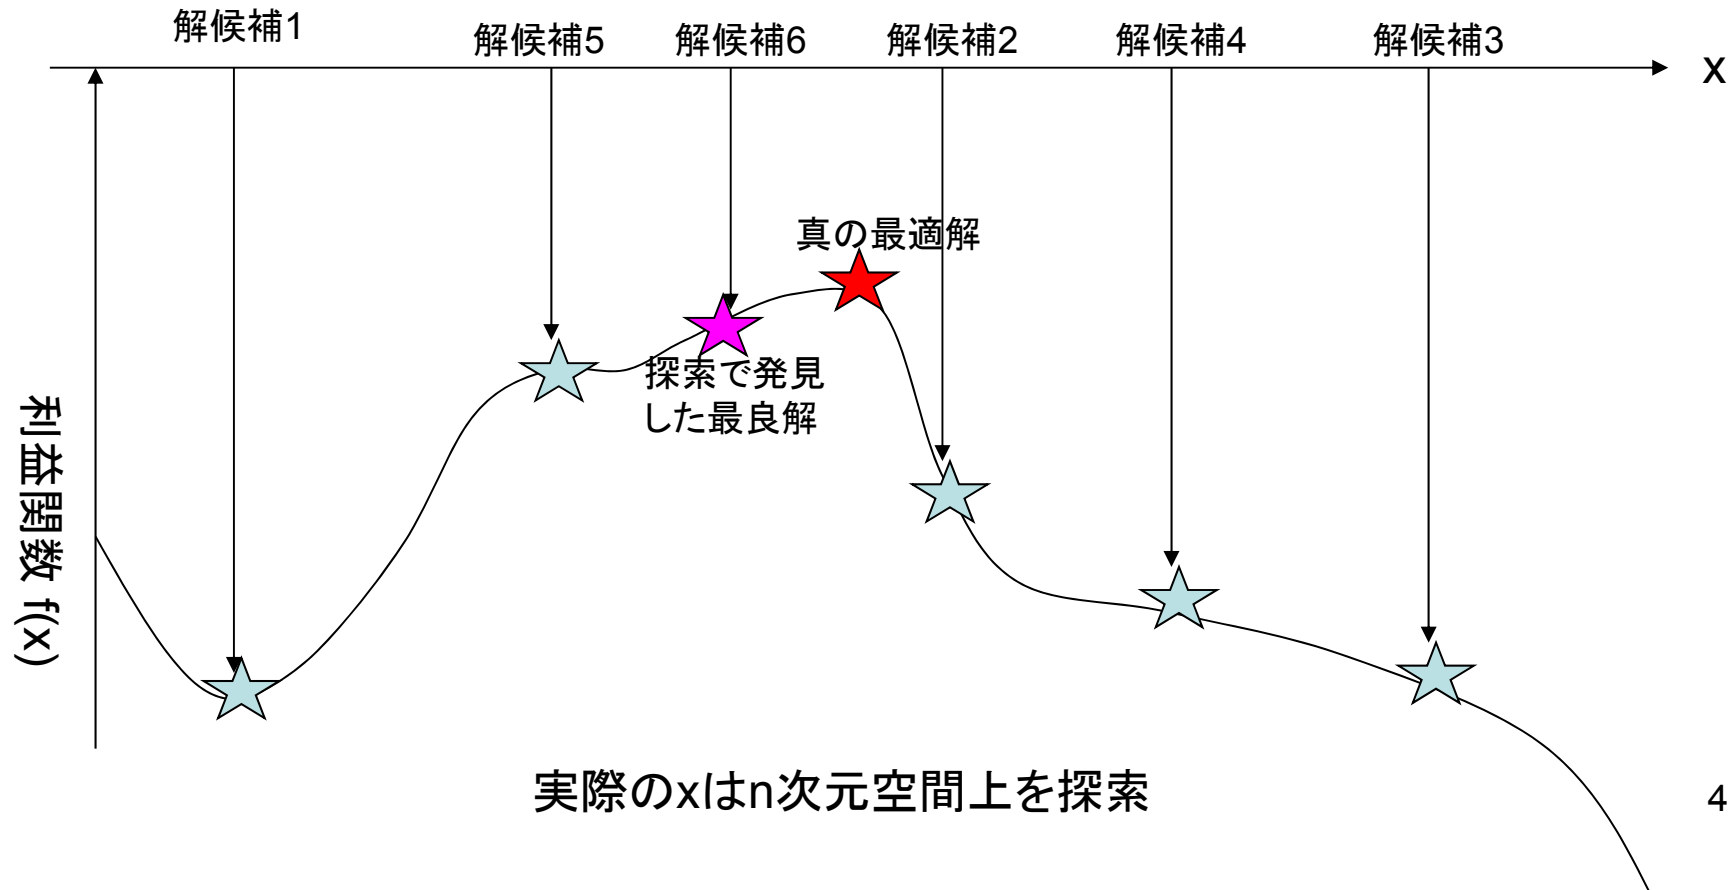 解候補1
解候補5
解候補6
解候補2
解候補4
解候補3
x
真の最適解
探索で発見
した最良解
利益関数 f(x)
実際のxはn次元空間上を探索
4